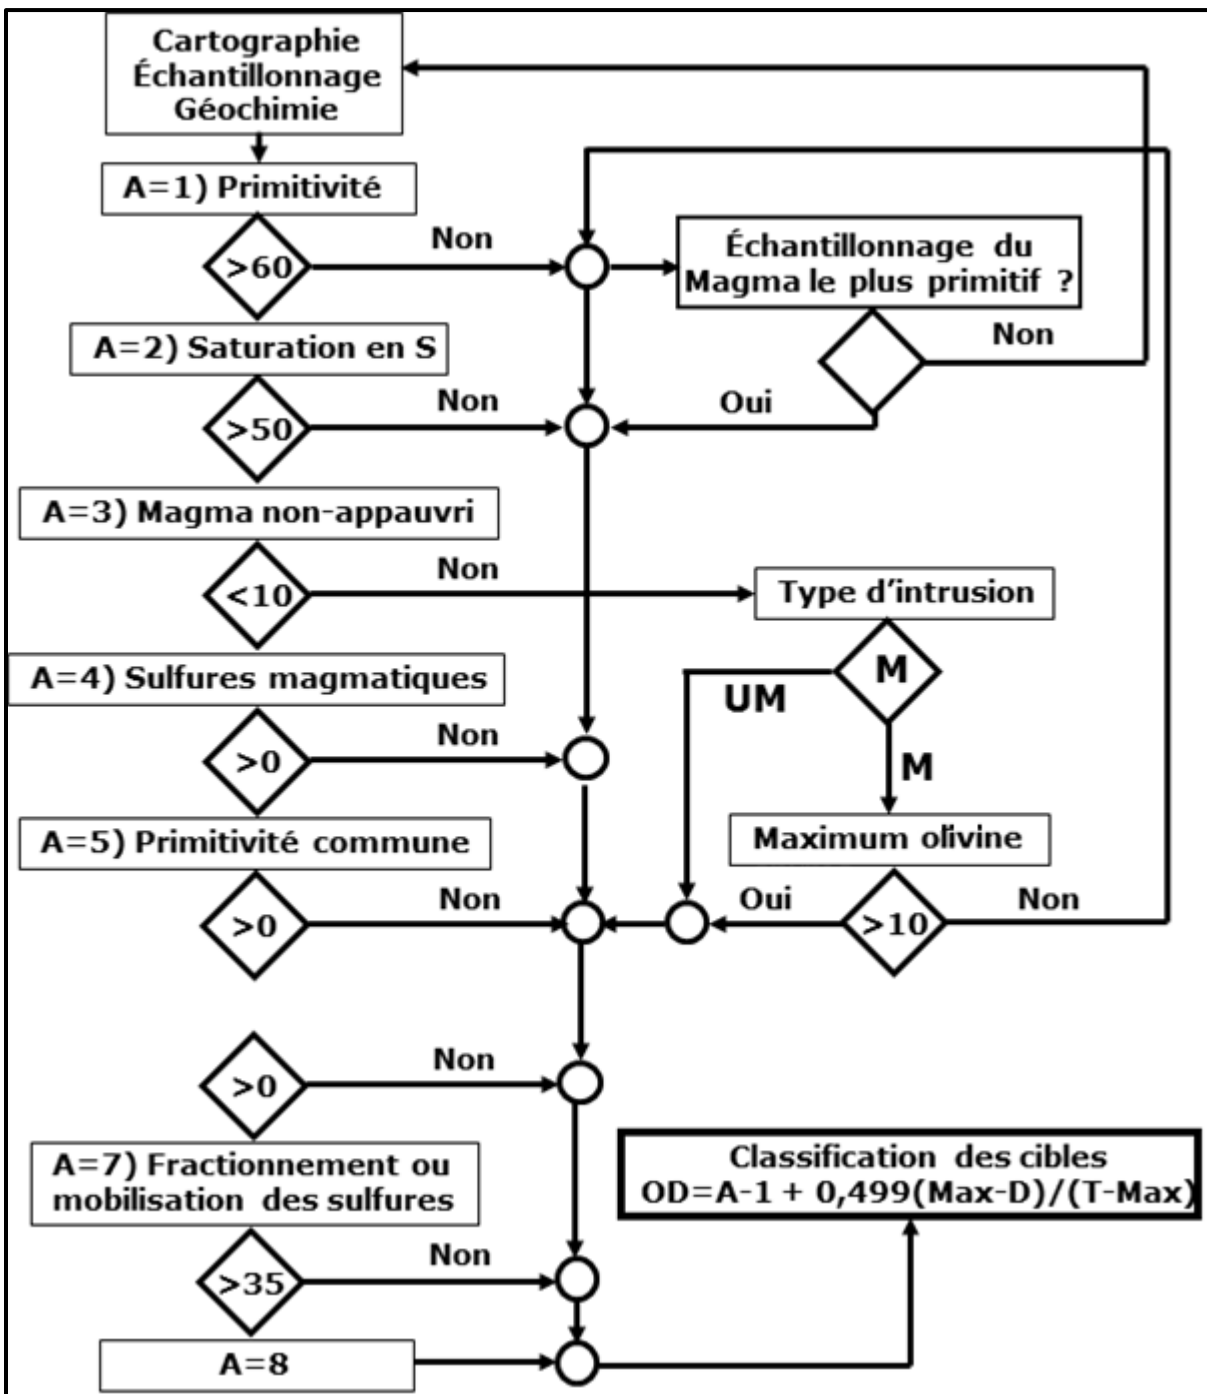 Cartographie
Échantillonnage
Géochimie
A=1) Primitivité
>60
Non
Échantillonnage du
Magma le plus primitif ?
Non
Oui
A=2) Saturation en S
>50
Non
A=3) Magma non-appauvri
<10
Non
Type d'intrusion
M
UM
M
A=4) Sulfures magmatiques
>0
Non
Maximum olivine
>10
Oui
Non
A=5) Primitivité commune
>0
Non
>0
Non
A=7) Fractionnement ou
mobilisation des sulfures
>35
Non
A=8
Classification des cibles
OD=A-1 + 0,499(Max-D)/(T-Max)